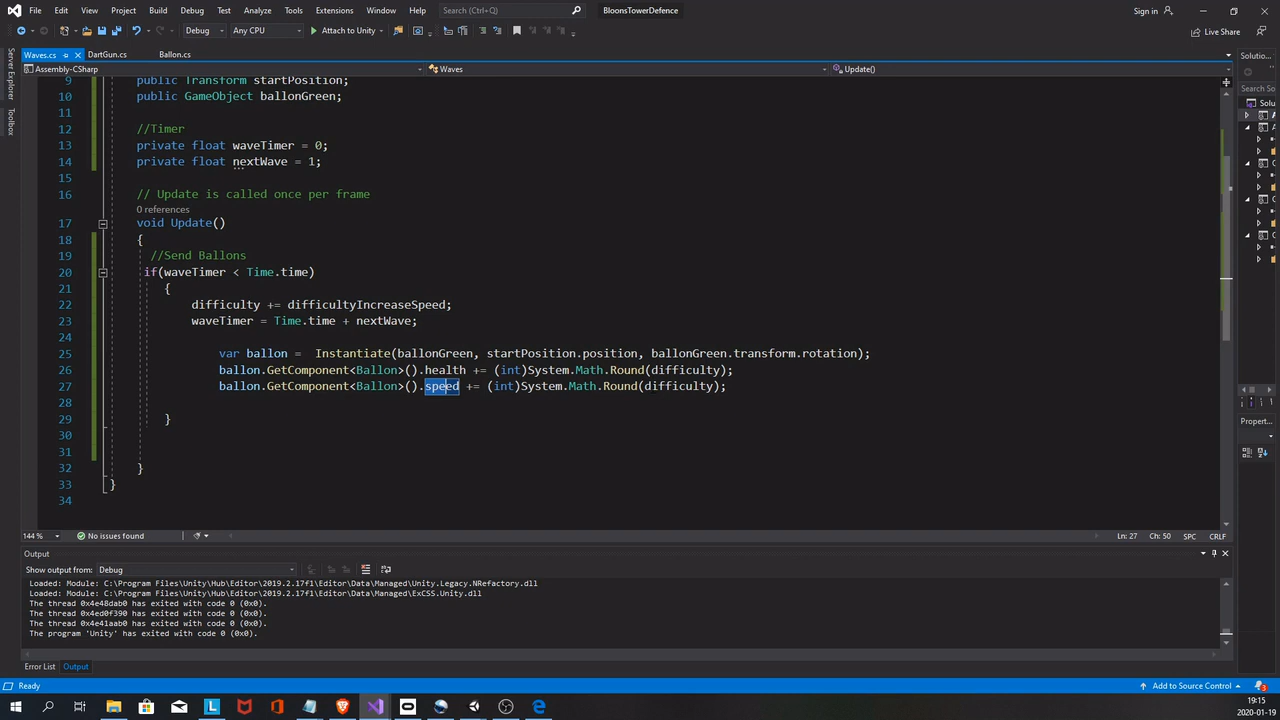 File Edit View Project Build Debug Test Analyze Tools Extensions Window Help Search (Ctrl+Q) BloonsTowerDefence Sign in
Debug Any CPU Attach to Unity Live Share
Waves.cs DartGun.cs Ballon.cs Solutio...
Assembly-CSharp Waves Update()
Server Explorer
Toolbox
Search So
Solu
9 public Transform startPosition;
10 public GameObject ballonGreen;
11
12 //Timer
13 private float waveTimer = 0;
14 private float nextWave = 1;
15
16 // Update is called once per frame
0 references
17 void Update()
18 {
19 //Send Ballons
20 if(waveTimer < Time.time)
21 {
22 difficulty += difficultyIncreaseSpeed;
23 waveTimer = Time.time + nextWave;
24
25 var ballon = Instantiate(ballonGreen, startPosition.position, ballonGreen.transform.rotation);
26 ballon.GetComponent<Ballon>().health += (int)System.Math.Round(difficulty);
27 ballon.GetComponent<Ballon>().speed += (int)System.Math.Round(difficulty);
28
29 }
30
31
32 }
33 }
34
Propert...
144 % No issues found Ln: 27 Ch: 50 SPC CRLF
Output
Show output from: Debug
Loaded: Module: C:\Program Files\Unity\Hub\Editor\2019.2.17f1\Editor\Data\Managed\Unity.Legacy.NRefactory.dll
Loaded: Module: C:\Program Files\Unity\Hub\Editor\2019.2.17f1\Editor\Data\Managed\ExCSS.Unity.dll
The thread 0x4e48dab0 has exited with code 0 (0x0).
The thread 0x4ed0f390 has exited with code 0 (0x0).
The thread 0x4e41aab0 has exited with code 0 (0x0).
The program 'Unity' has exited with code 0 (0x0).
Error List Output
Ready Add to Source Control 3
19:15
2020-01-19